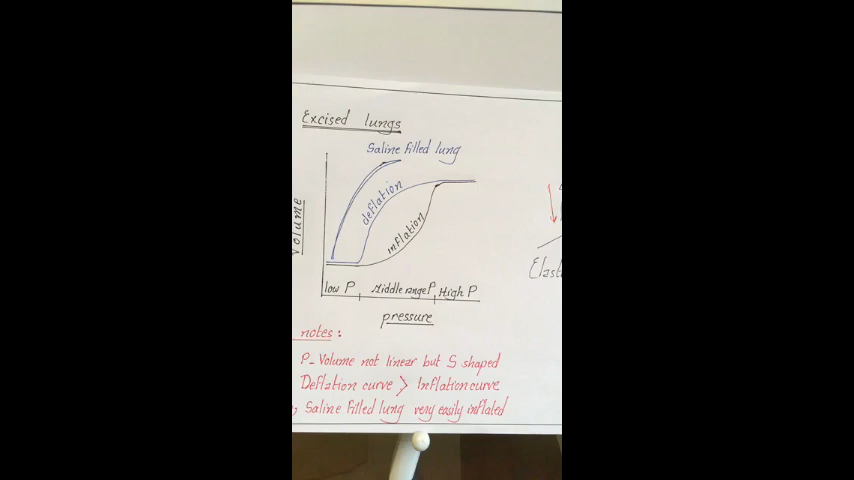 Excised lungs
Saline filled lung
deflation
inflation
Volume
low P
Middle range P
High P
pressure
notes:
P- Volume not linear but S shaped
Deflation curve > Inflation curve
Saline filled lung very easily inflated